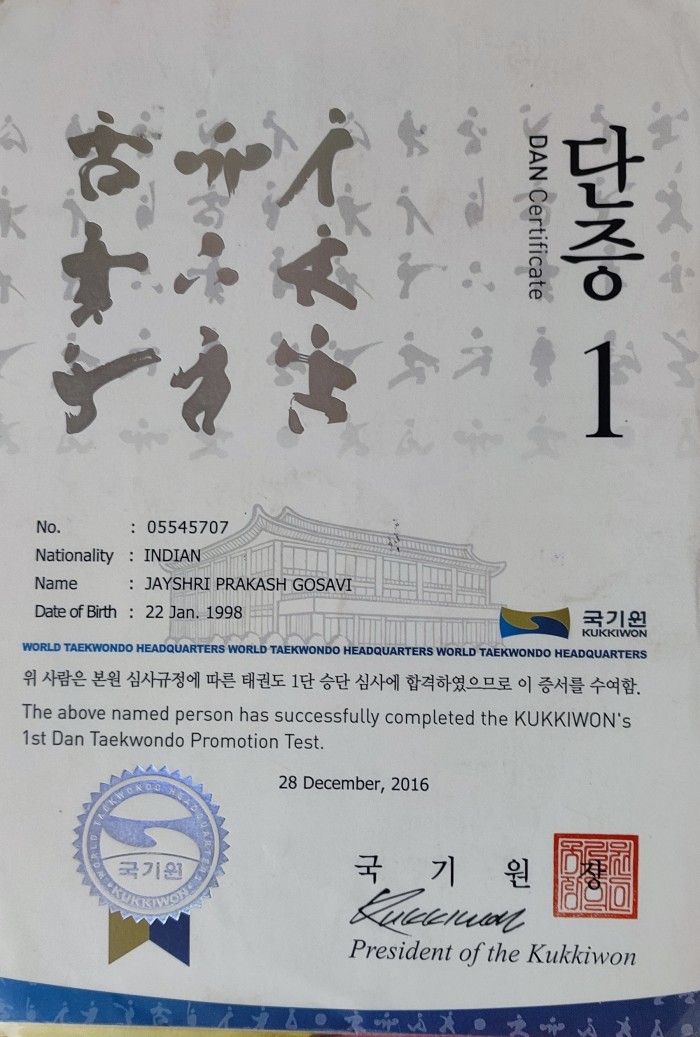 단증
DAN Certificate
1
No. : 05545707
Nationality : INDIAN
Name : JAYSHRI PRAKASH GOSAVI
Date of Birth : 22 Jan. 1998
국기원
KUKKIWON
WORLD TAEKWONDO HEADQUARTERS WORLD TAEKWONDO HEADQUARTERS WORLD TAEKWONDO HEADQUARTERS
위 사람은 본원 심사규정에 따른 태권도 1단 승단 심사에 합격하였으므로 이 증서를 수여함.
The above named person has successfully completed the KUKKIWON's
1st Dan Taekwondo Promotion Test.
28 December, 2016
WORLD TAEKWONDO HEADQUARTERS
국기원
KUKKIWON
국 기 원 장
Kukkiwon
President of the Kukkiwon